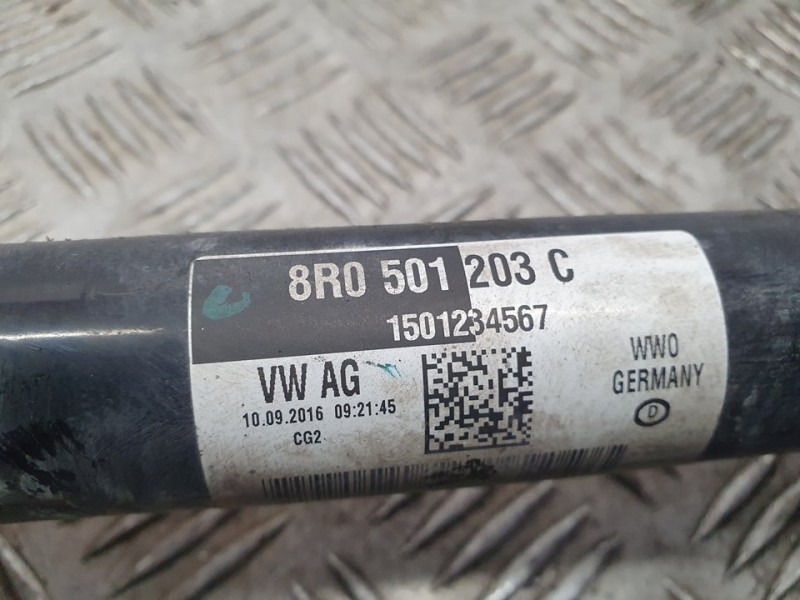 8R0 501 203 C
1501234567
VW AG
10.09.2016 09:21:45
CG2
WWO
GERMANY
D